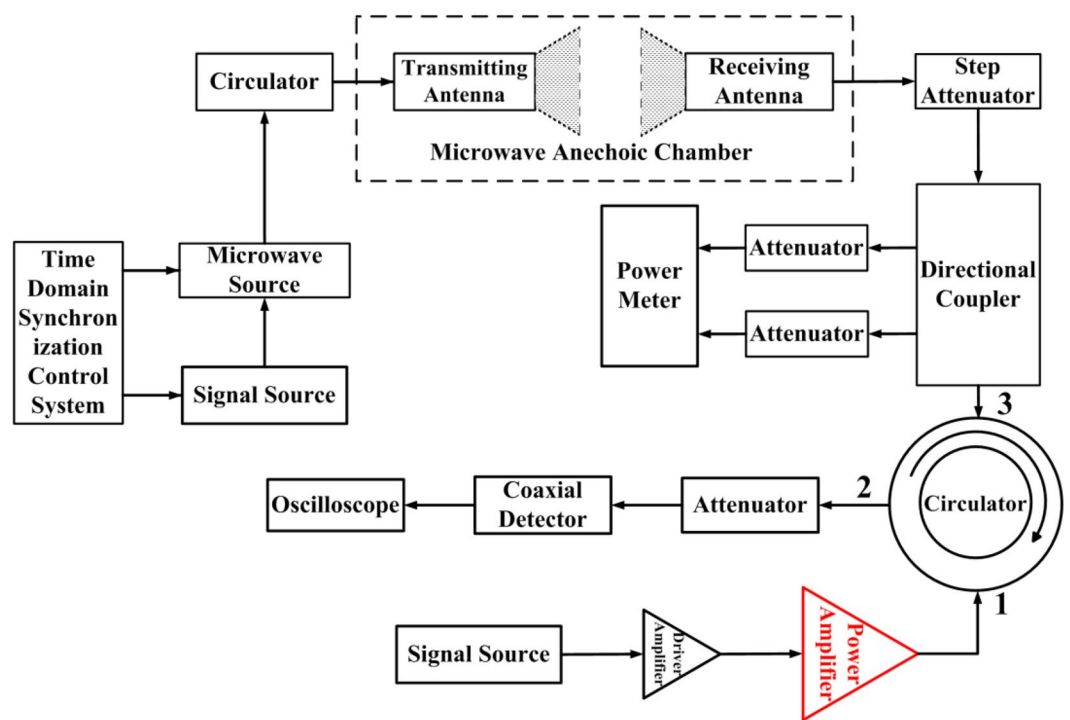 Circulator
Transmitting
Antenna
Receiving
Antenna
Step
Attenuator
Microwave Anechoic Chamber
Time
Domain
Synchron
ization
Control
System
Microwave
Source
Signal Source
Power
Meter
Attenuator
Attenuator
Directional
Coupler
3
Oscilloscope
Coaxial
Detector
Attenuator
2
Circulator
1
Signal Source
Driver
Amplifier
Power
Amplifier